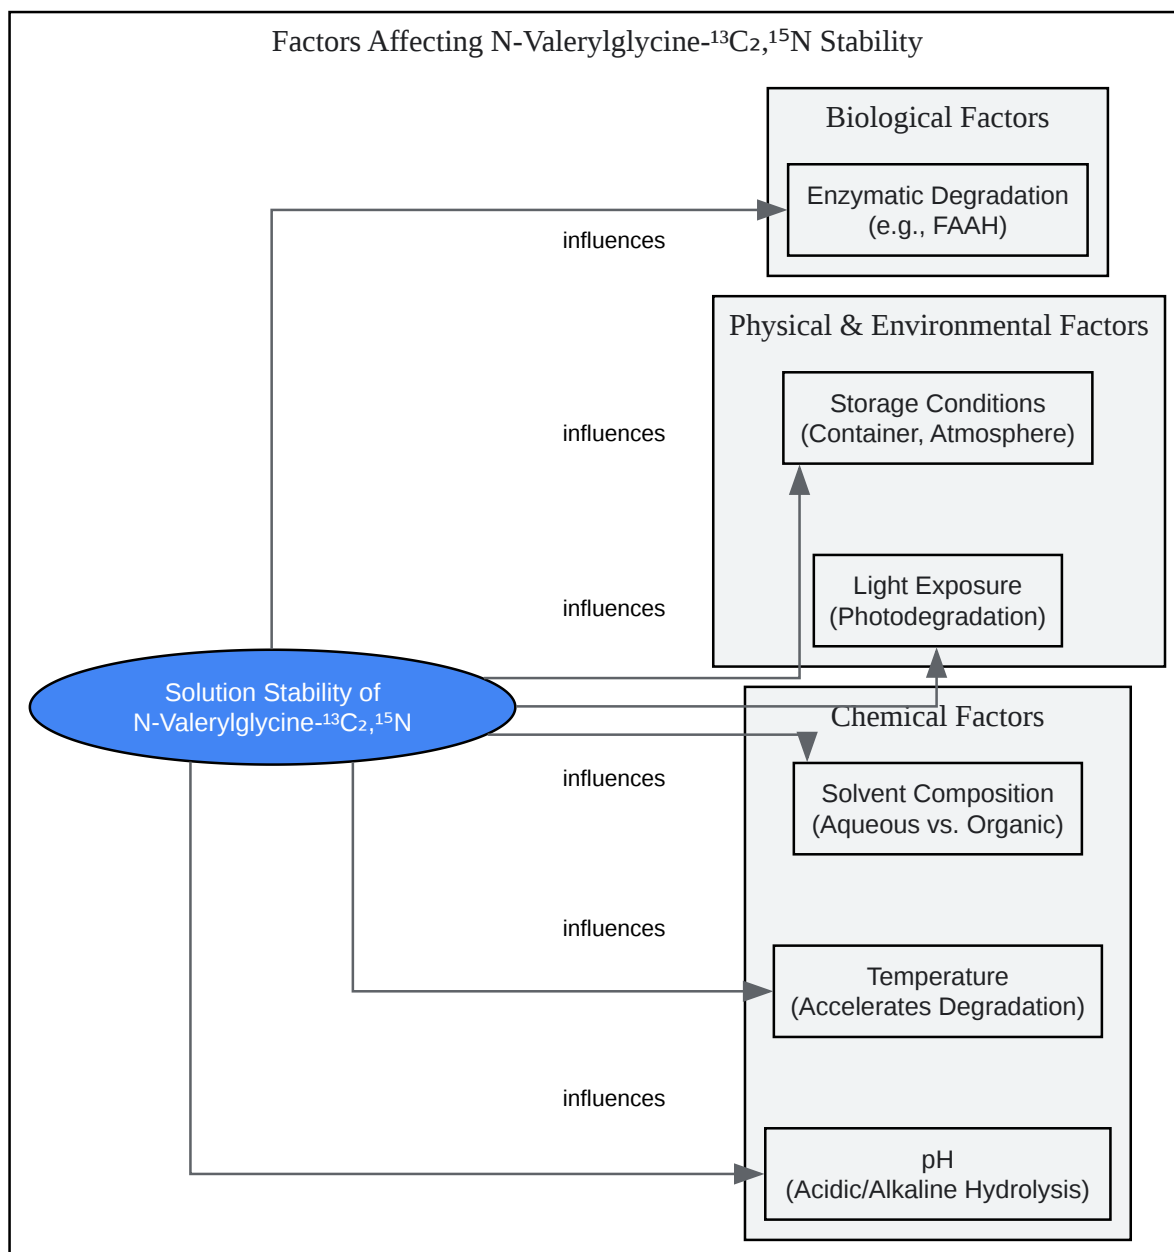 Factors Affecting N-Valerylglycine-¹³C₂,¹⁵N Stability
Biological Factors
Enzymatic Degradation
(e.g., FAAH)
influences
Physical & Environmental Factors
Storage Conditions
(Container, Atmosphere)
influences
Light Exposure
(Photodegradation)
influences
Solution Stability of
N-Valerylglycine-¹³C₂,¹⁵N
Chemical Factors
influences
Solvent Composition
(Aqueous vs. Organic)
influences
Temperature
(Accelerates Degradation)
influences
pH
(Acidic/Alkaline Hydrolysis)